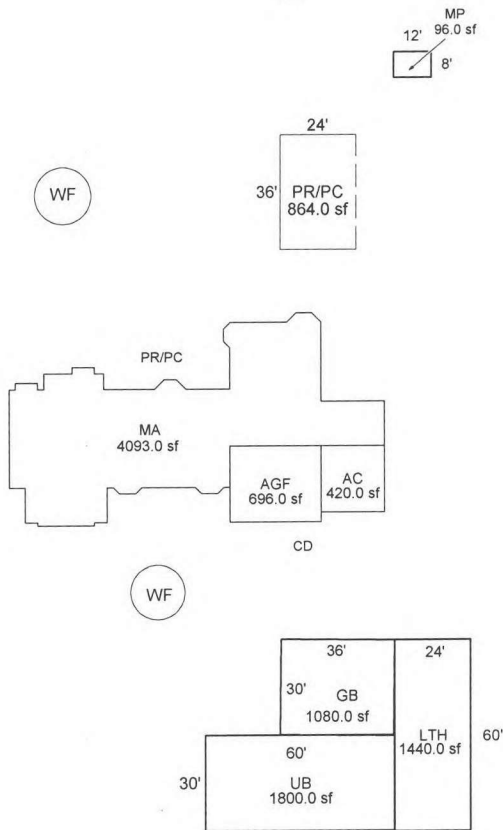 MP
96.0 sf
12'
8'
24'
36'
PR/PC
864.0 sf
WF
PR/PC
MA
4093.0 sf
AGF
696.0 sf
AC
420.0 sf
CD
WF
36'
24'
30'
GB
1080.0 sf
LTH
1440.0 sf
60'
60'
30'
UB
1800.0 sf